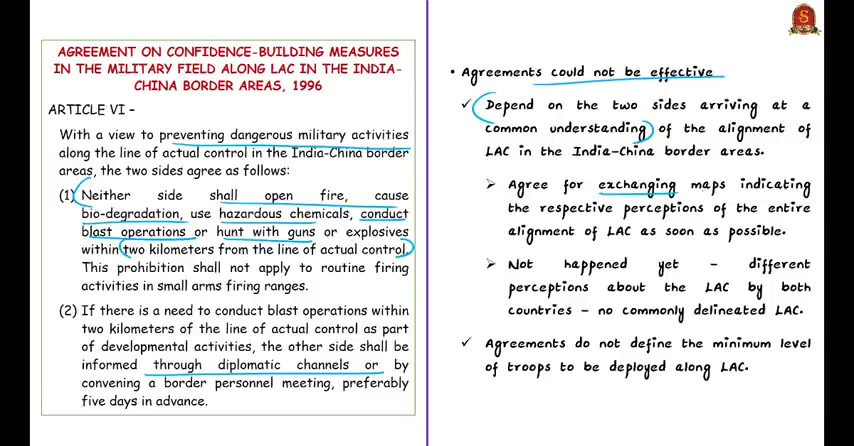 AGREEMENT ON CONFIDENCE-BUILDING MEASURES
IN THE MILITARY FIELD ALONG LAC IN THE INDIA-
CHINA BORDER AREAS, 1996
ARTICLE VI –
With a view to preventing dangerous military activities
along the line of actual control in the India-China border
areas, the two sides agree as follows:
(1) Neither side shall open fire, cause
bio-degradation, use hazardous chemicals, conduct
blast operations or hunt with guns or explosives
within two kilometers from the line of actual control.
This prohibition shall not apply to routine firing
activities in small arms firing ranges.
(2) If there is a need to conduct blast operations within
two kilometers of the line of actual control as part
of developmental activities, the other side shall be
informed through diplomatic channels or by
convening a border personnel meeting, preferably
five days in advance.
• Agreements could not be effective
✓ Depend on the two sides arriving at a
common understanding of the alignment of
LAC in the India-China border areas.
➤ Agree for exchanging maps indicating
the respective perceptions of the entire
alignment of LAC as soon as possible.
➤ Not happened yet – different
perceptions about the LAC by both
countries – no commonly delineated LAC.
✓ Agreements do not define the minimum level
of troops to be deployed along LAC.